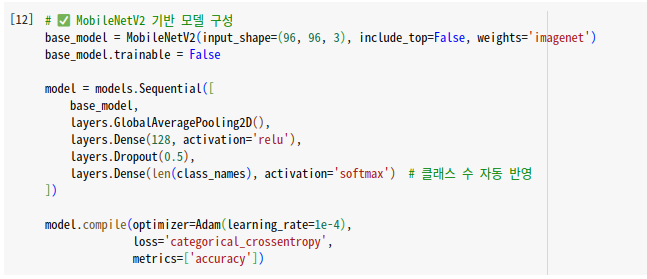 [12] # ✅ MobileNetV2 기반 모델 구성
base_model = MobileNetV2(input_shape=(96, 96, 3), include_top=False, weights='imagenet')
base_model.trainable = False
model = models.Sequential([
base_model,
layers.GlobalAveragePooling2D(),
layers.Dense(128, activation='relu'),
layers.Dropout(0.5),
layers.Dense(len(class_names), activation='softmax')  # 클래스 수 자동 반영
])
model.compile(optimizer=Adam(learning_rate=1e-4),
loss='categorical_crossentropy',
metrics=['accuracy'])